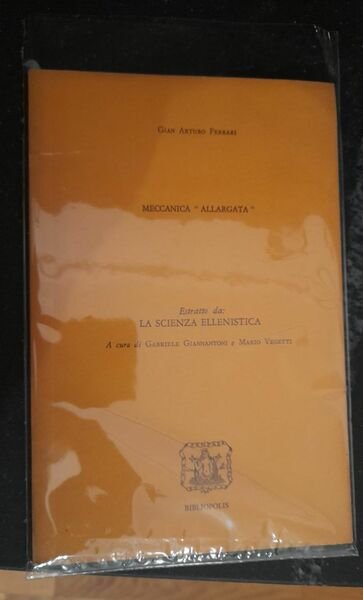 Gian Arturo Ferrari
MECCANICA " ALLARGATA "
Estratto da:
LA SCIENZA ELLENISTICA
A cura di Gabriele Giannantoni e Mario Vegetti
BIBLIOPOLIS